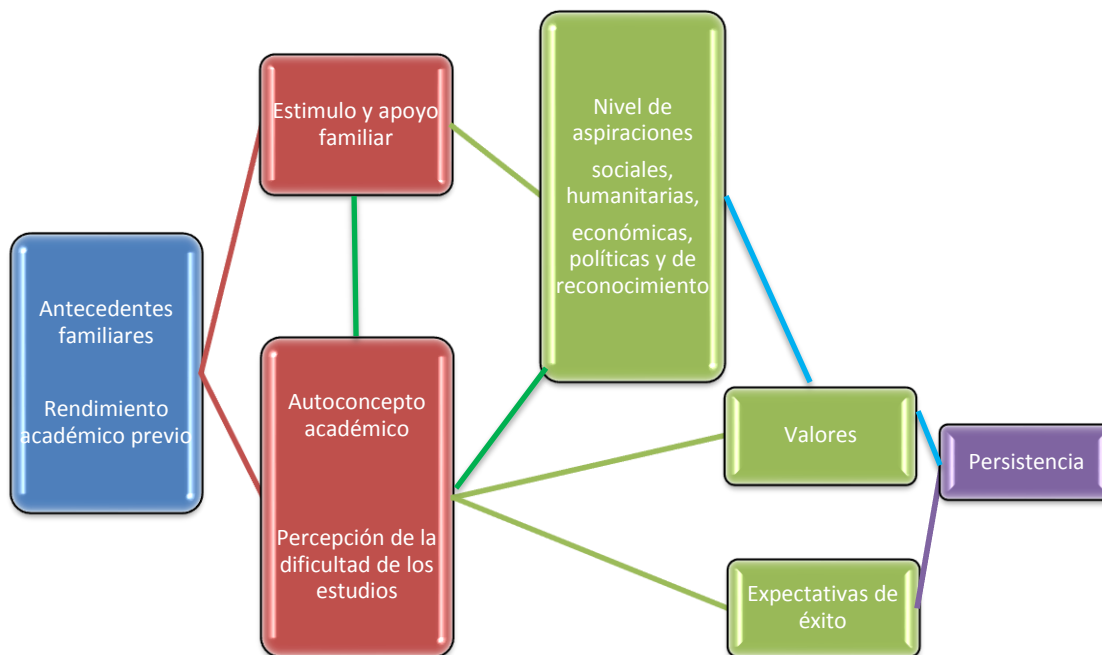 Antecedentes
familiares
Rendimiento
académico previo
Estimulo y apoyo
familiar
Autoconcepto
académico
Percepción de la
dificultad de los
estudios
Nivel de
aspiraciones
sociales,
humanitarias,
económicas,
políticas y de
reconocimiento
Valores
Expectativas de
éxito
Persistencia